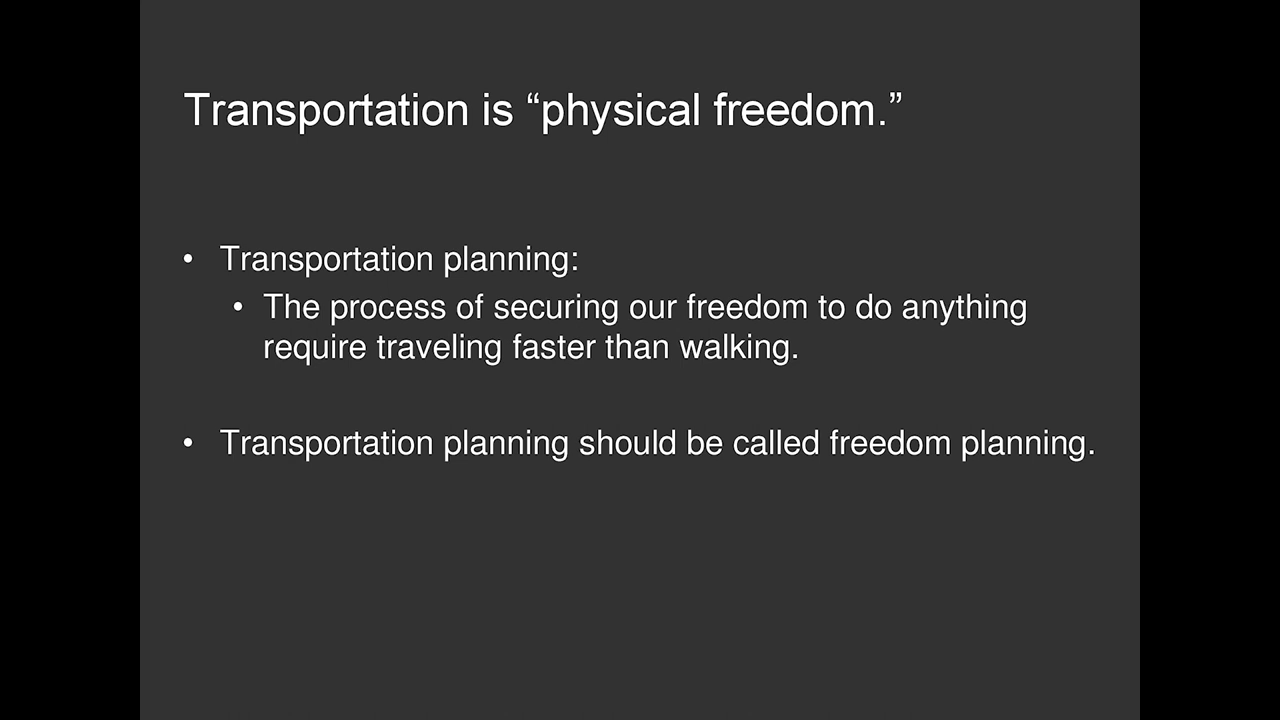 Transportation is “physical freedom.”
• Transportation planning:
• The process of securing our freedom to do anything
require traveling faster than walking.
• Transportation planning should be called freedom planning.